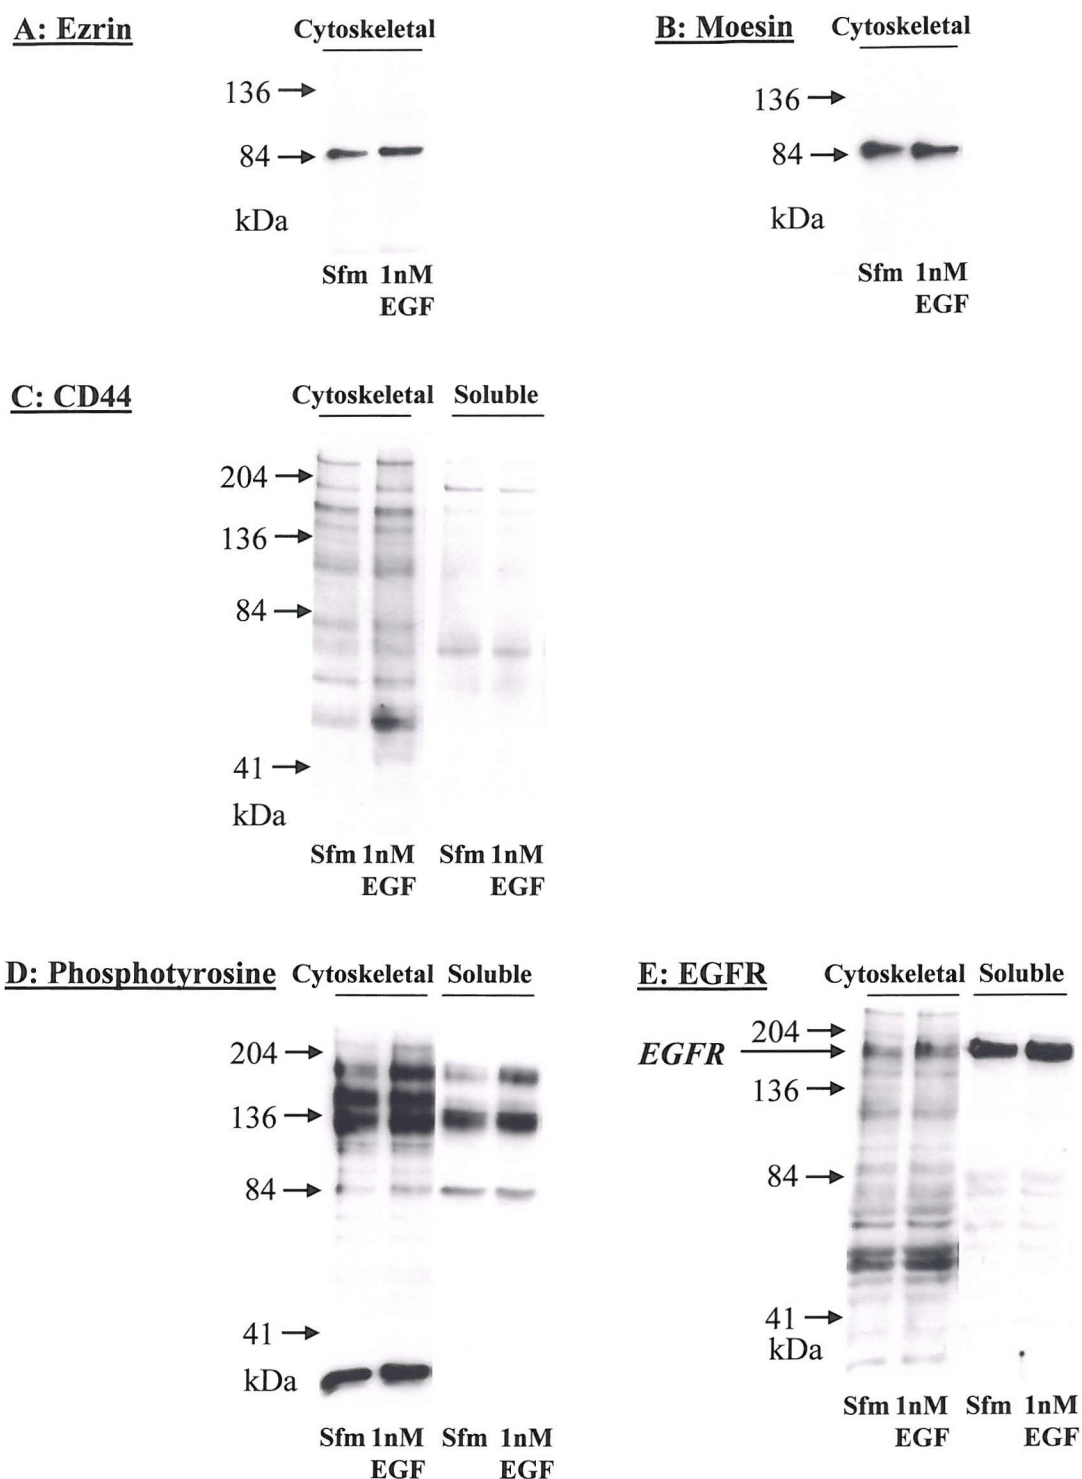 A: Ezrin
Cytoskeletal
136
84
kDa
Sfm 1nM
EGF
B: Moesin
Cytoskeletal
136
84
kDa
Sfm 1nM
EGF
C: CD44
Cytoskeletal Soluble
204
136
84
41
kDa
Sfm 1nM Sfm 1nM
EGF EGF
D: Phosphotyrosine
Cytoskeletal Soluble
204
136
84
41
kDa
Sfm 1nM Sfm 1nM
EGF EGF
E: EGFR
Cytoskeletal Soluble
204
EGFR
136
84
41
kDa
Sfm 1nM Sfm 1nM
EGF EGF